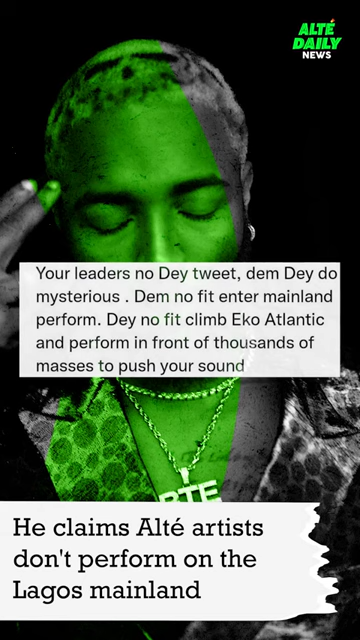 ALTÉ
DAILY
NEWS
Your leaders no Dey tweet, dem Dey do
mysterious . Dem no fit enter mainland
perform. Dey no fit climb Eko Atlantic
and perform in front of thousands of
masses to push your sound
He claims Alté artists
don't perform on the
Lagos mainland